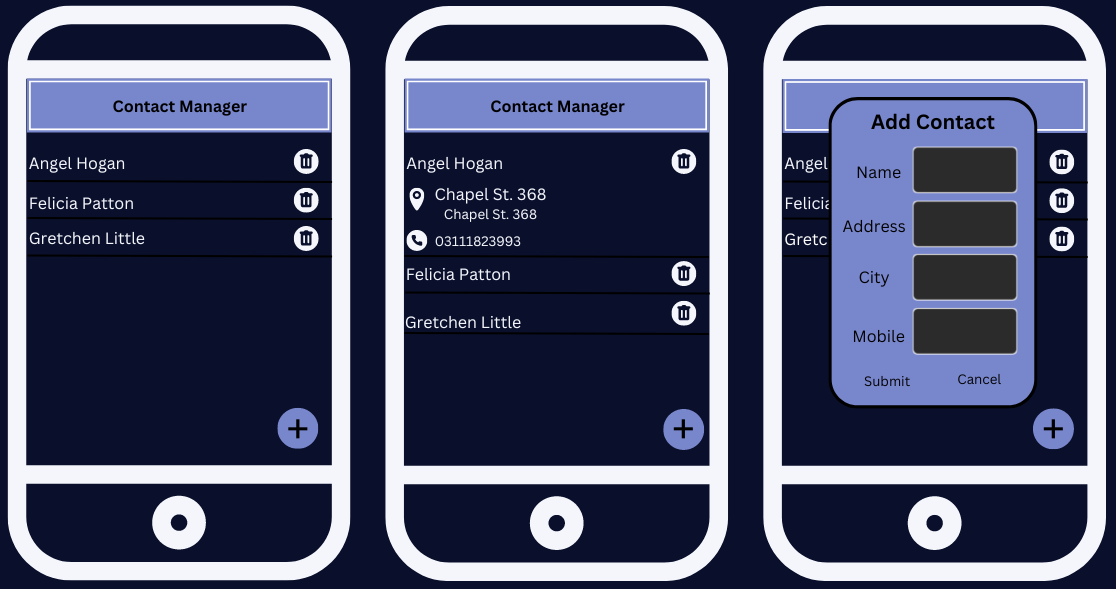 Contact Manager
Angel Hogan
Felicia Patton
Gretchen Little
Contact Manager
Angel Hogan
Chapel St. 368
Chapel St. 368
03111823993
Felicia Patton
Gretchen Little
Add Contact
Angel
Name
Felicia
Address
Gretc
City
Mobile
Submit
Cancel